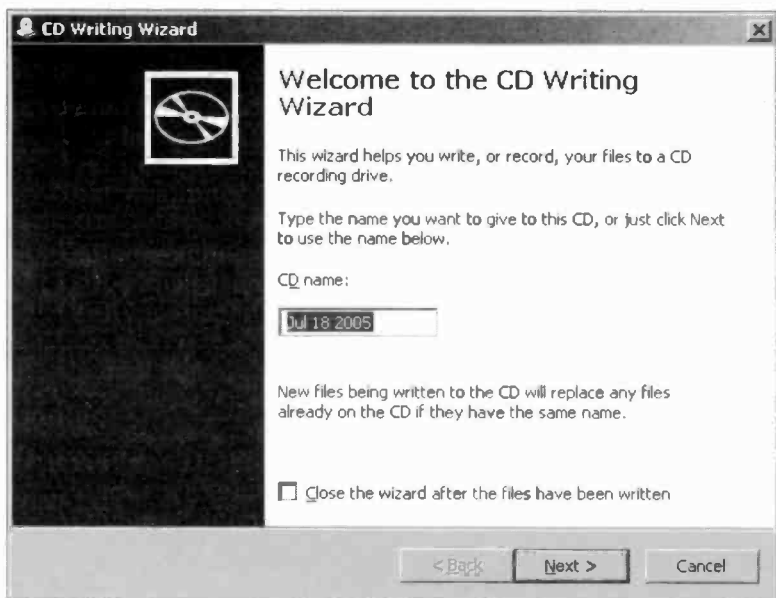 CD Writing Wizard
Welcome to the CD Writing
Wizard
This wizard helps you write, or record, your files to a CD
recording drive.
Type the name you want to give to this CD, or just click Next
to use the name below.
CD name:
Jul 18 2005
New files being written to the CD will replace any files
already on the CD if they have the same name.
Close the wizard after the files have been written
< Back
Next >
Cancel